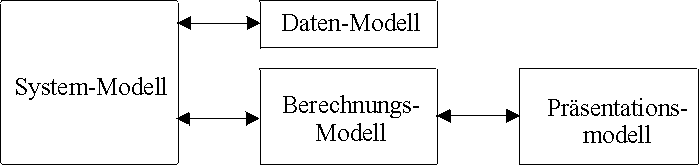 Daten-Modell
System-Modell
Berechnungs-
Modell
Präsentations-
modell